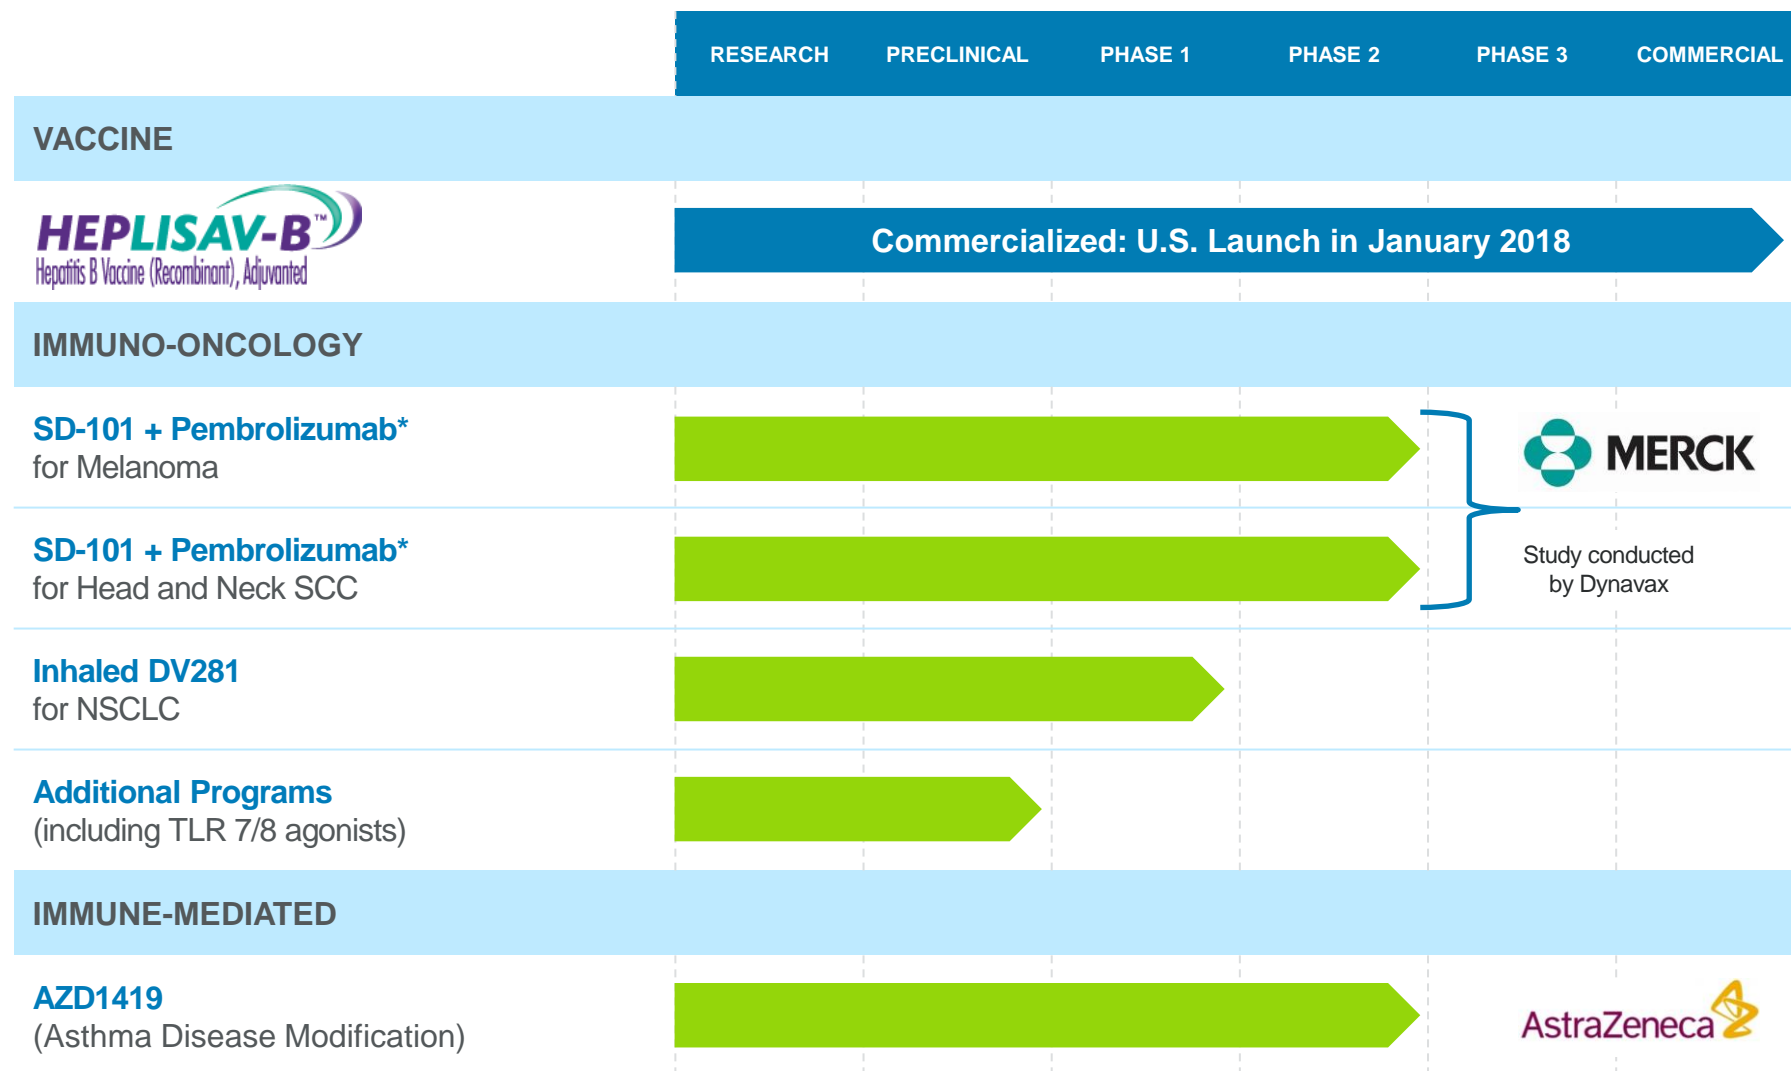 RESEARCH PRECLINICAL PHASE 1 PHASE 2 PHASE 3 COMMERCIAL
VACCINE
HEPLISAV-B™
Hepatitis B Vaccine (Recombinant), Adjuvanted
Commercialized: U.S. Launch in January 2018
IMMUNO-ONCOLOGY
SD-101 + Pembrolizumab*
for Melanoma
MERCK
SD-101 + Pembrolizumab*
for Head and Neck SCC
Study conducted
by Dynavax
Inhaled DV281
for NSCLC
Additional Programs
(including TLR 7/8 agonists)
IMMUNE-MEDIATED
AZD1419
(Asthma Disease Modification)
AstraZeneca